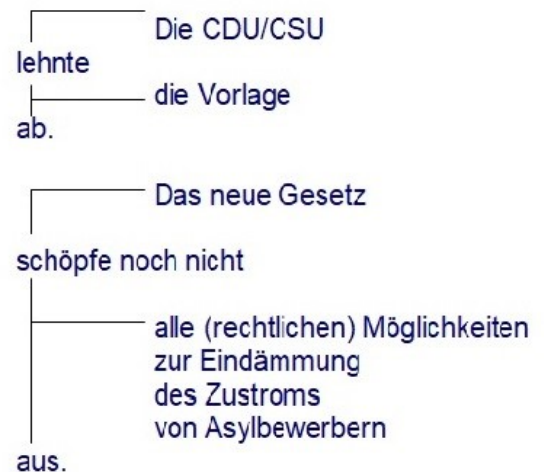 Die CDU/CSU
lehnte
die Vorlage
ab.
Das neue Gesetz
schöpfe noch nicht
alle (rechtlichen) Möglichkeiten
zur Eindämmung
des Zustroms
von Asylbewerbern
aus.